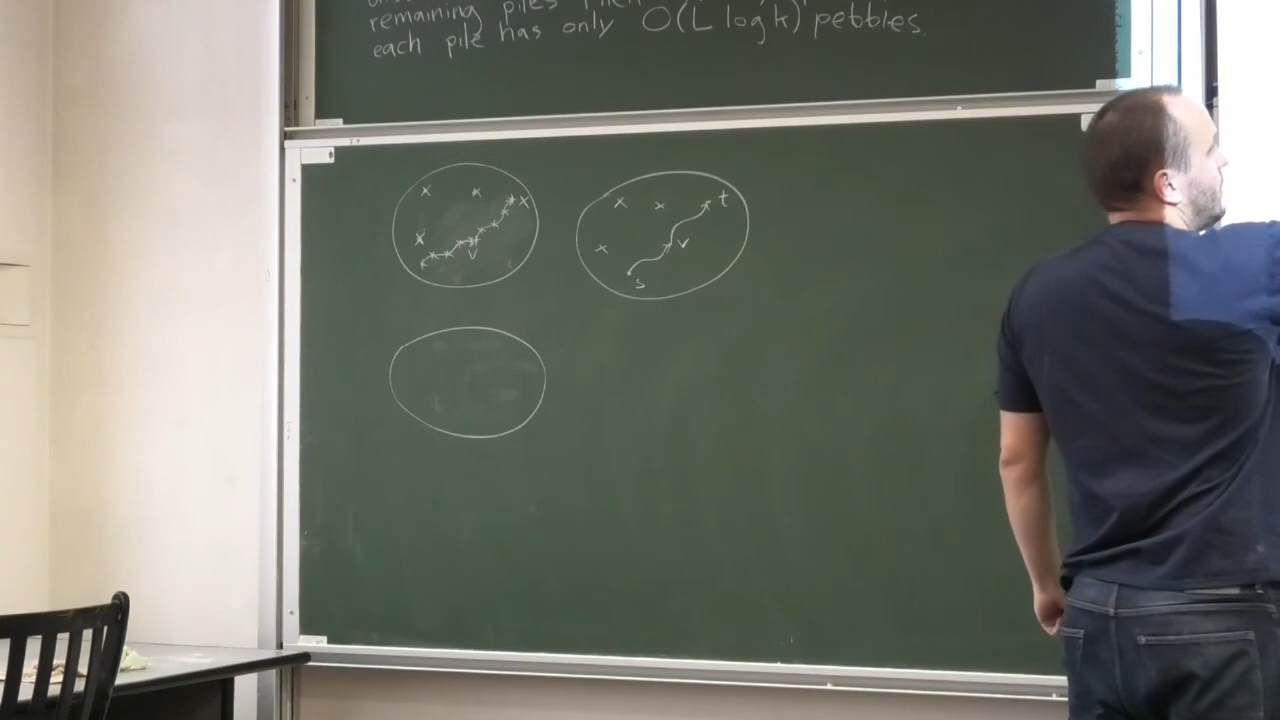 remaining piles
each pile has only O(L log k) pebbles.
x x x
x
v
x x t
x v
s